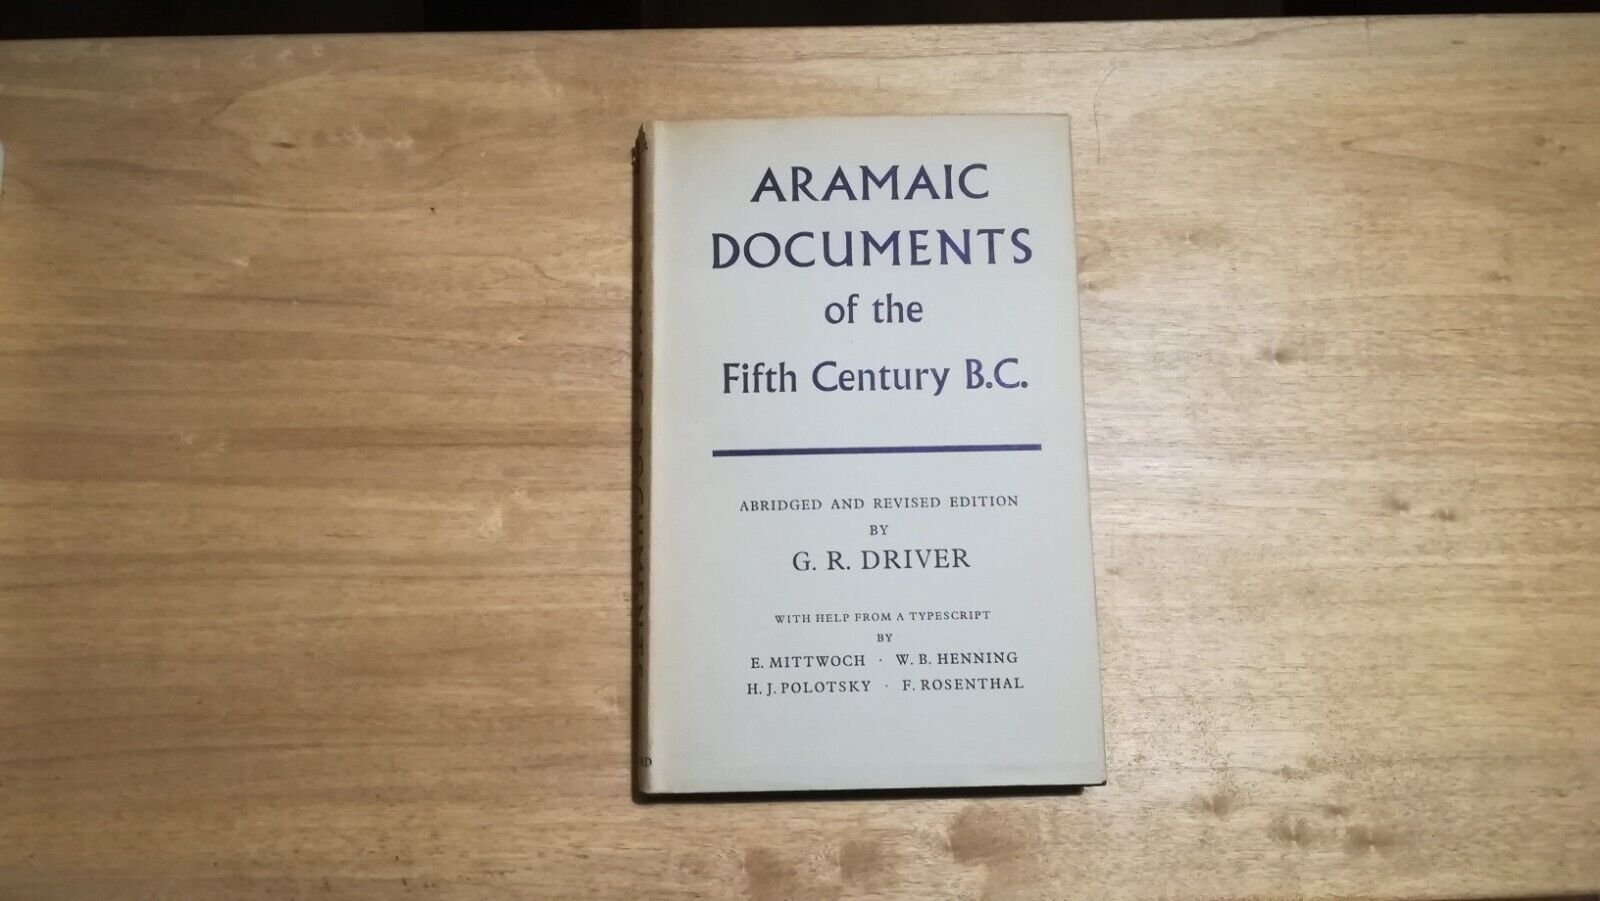 ARAMAIC
DOCUMENTS
of the
Fifth Century B.C.
ABRIDGED AND REVISED EDITION
BY
G. R. DRIVER
WITH HELP FROM A TYPESCRIPT
BY
E. MITTWOCH · W. B. HENNING
H. J. POLOTSKY · F. ROSENTHAL